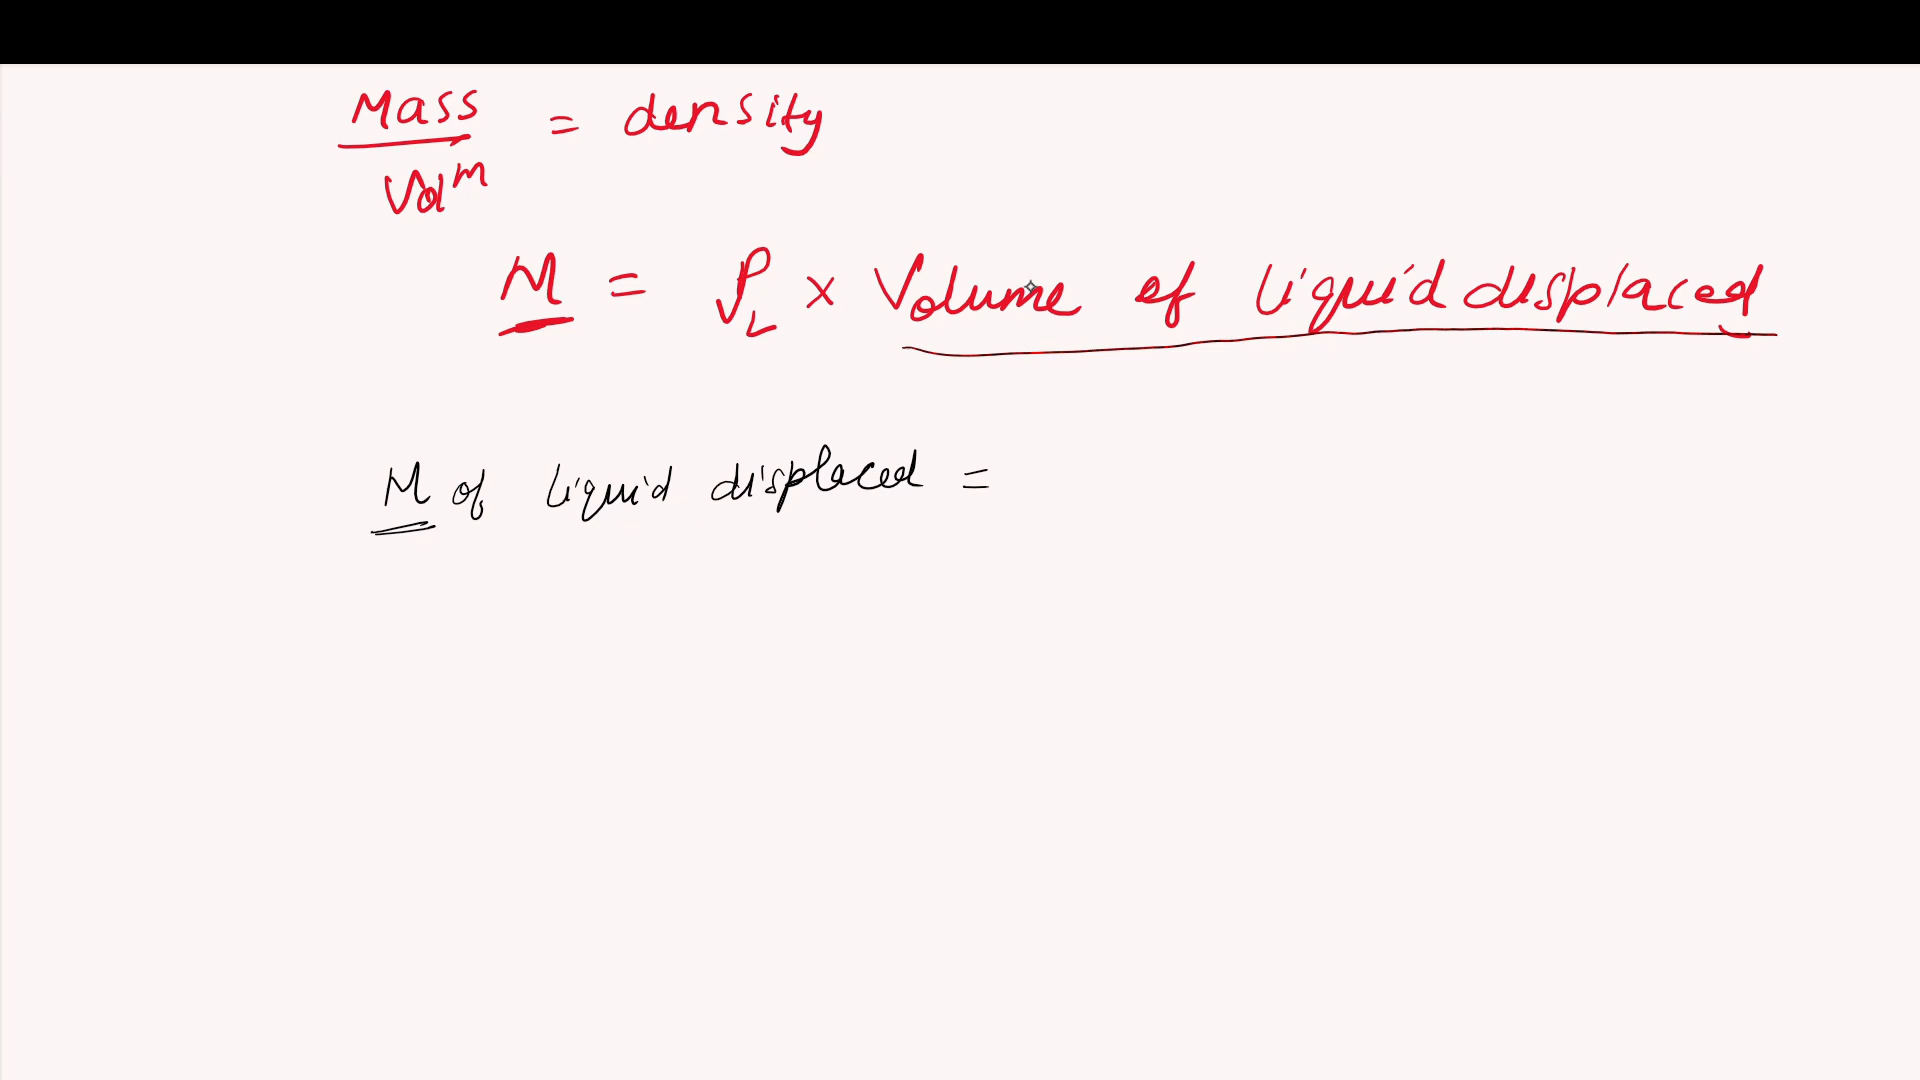 Mass = density
Vol^m
M = ρ_L × Volume of liquid displaced
M of liquid displaced =